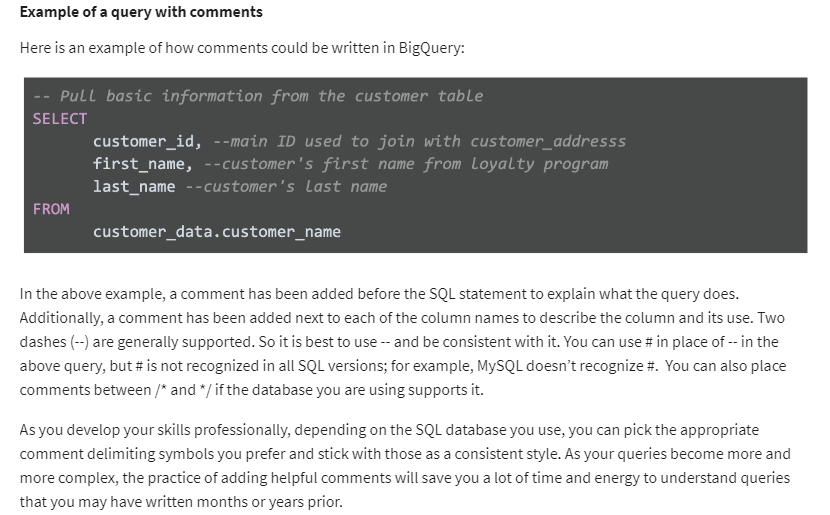 Example of a query with comments
Here is an example of how comments could be written in BigQuery:
-- Pull basic information from the customer table
SELECT
customer_id, --main ID used to join with customer_addresss
first_name, --customer's first name from loyalty program
last_name --customer's last name
FROM
customer_data.customer_name
In the above example, a comment has been added before the SQL statement to explain what the query does.
Additionally, a comment has been added next to each of the column names to describe the column and its use. Two
dashes (--) are generally supported. So it is best to use -- and be consistent with it. You can use # in place of -- in the
above query, but # is not recognized in all SQL versions; for example, MySQL doesn’t recognize #. You can also place
comments between /* and */ if the database you are using supports it.
As you develop your skills professionally, depending on the SQL database you use, you can pick the appropriate
comment delimiting symbols you prefer and stick with those as a consistent style. As your queries become more and
more complex, the practice of adding helpful comments will save you a lot of time and energy to understand queries
that you may have written months or years prior.